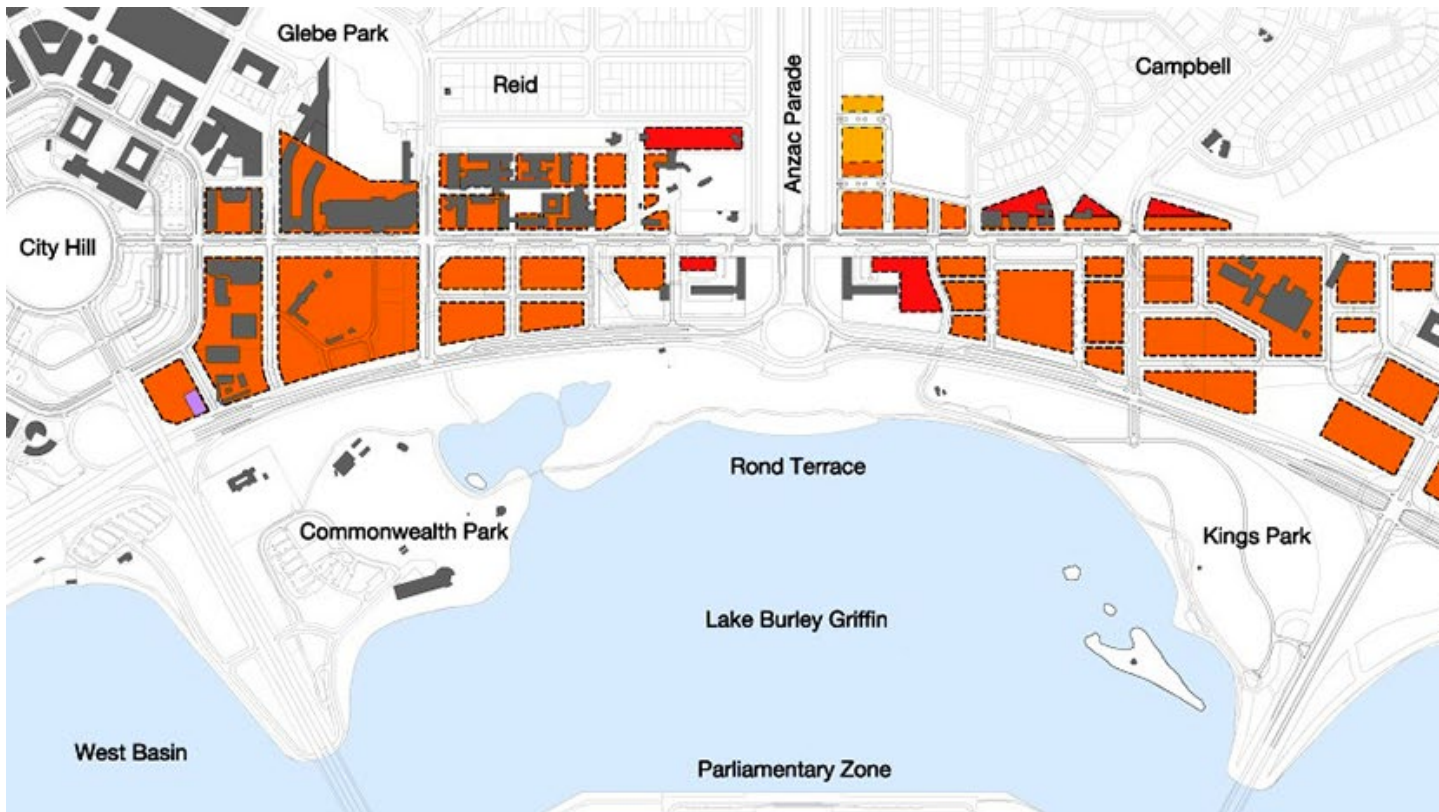 Glebe Park
Reid
Anzac Parade
Campbell
City Hill
Rond Terrace
Commonwealth Park
Kings Park
Lake Burley Griffin
West Basin
Parliamentary Zone